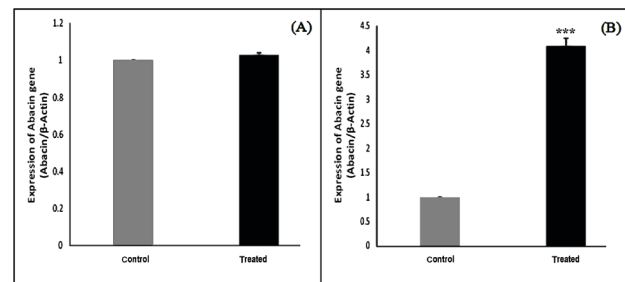 (A)
Expression of Abacin gene
(Abacin/β-Actin)
1.2
1
0.8
0.6
0.4
0.2
0
Control Treated
(B)
Expression of Abacin gene
(Abacin/β-Actin)
4.5
4
3.5
3
2.5
2
1.5
1
0.5
0
***
Control Treated